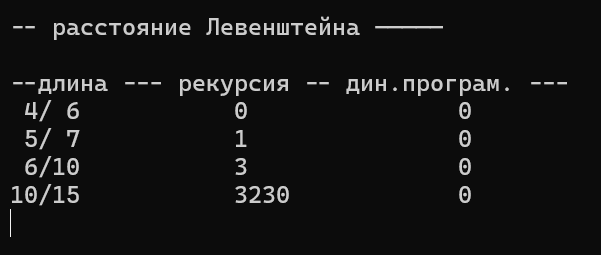 -- расстояние Левенштейна -----
--длина --- рекурсия -- дин.програм. ---
4/ 6 0 0
5/ 7 1 0
6/10 3 0
10/15 3230 0